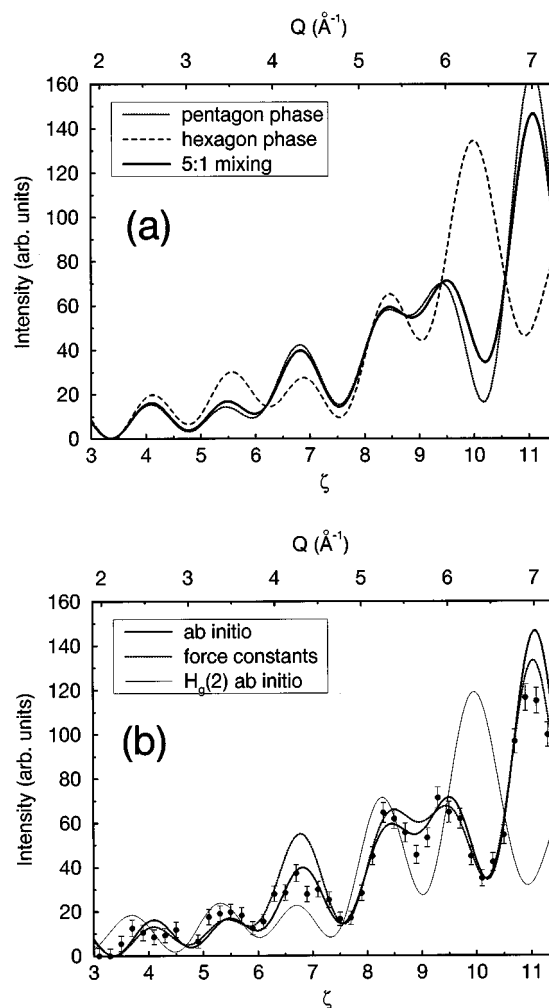 Q (Å⁻¹)
2 3 4 5 6 7
160
140
120
100
80
60
40
20
0
Intensity (arb. units)
pentagon phase
hexagon phase
5:1 mixing
(a)
3 4 5 6 7 8 9 10 11
ζ
Q (Å⁻¹)
2 3 4 5 6 7
160
140
120
100
80
60
40
20
0
Intensity (arb. units)
ab initio
force constants
H_g(2) ab initio
(b)
3 4 5 6 7 8 9 10 11
ζ